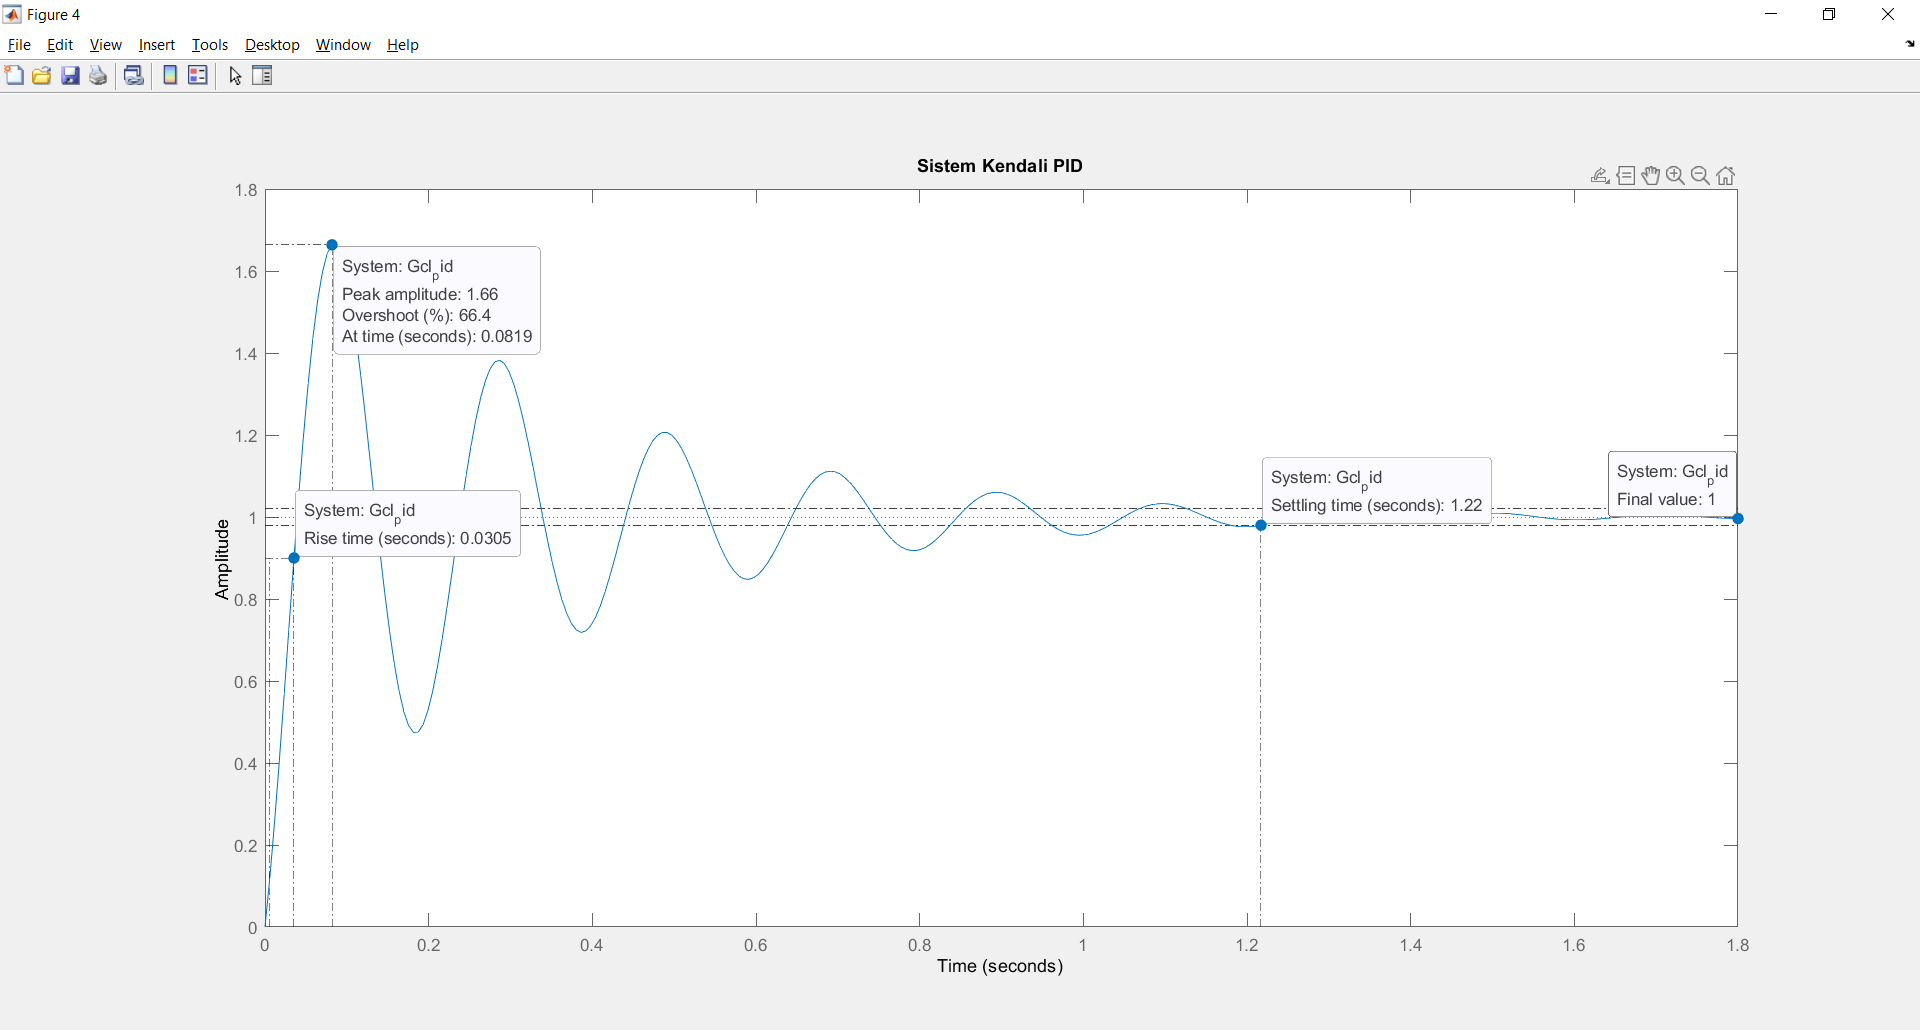 Figure 4
File Edit View Insert Tools Desktop Window Help
Sistem Kendali PID
1.8
1.6
1.4
1.2
1
0.8
0.6
0.4
0.2
0
Amplitude
System: Gcl_pid
Peak amplitude: 1.66
Overshoot (%): 66.4
At time (seconds): 0.0819
System: Gcl_pid
Rise time (seconds): 0.0305
System: Gcl_pid
Settling time (seconds): 1.22
System: Gcl_pid
Final value: 1
0 0.2 0.4 0.6 0.8 1 1.2 1.4 1.6 1.8
Time (seconds)